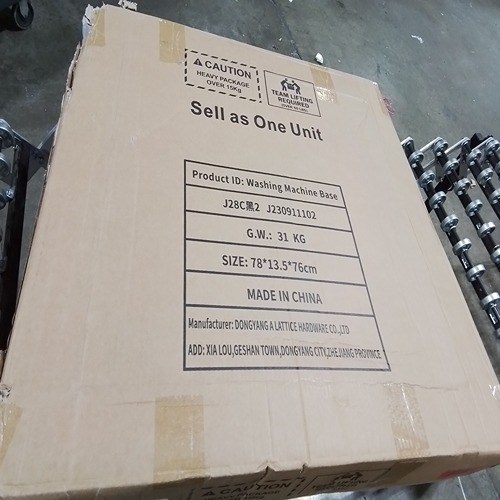 CAUTION
HEAVY PACKAGE
OVER 15Kg
TEAM LIFTING
REQUIRED
Sell as One Unit
Product ID: Washing Machine Base
J28C黑2 J230911102
G.W.: 31 KG
SIZE: 78*13.5*76cm
MADE IN CHINA
Manufacturer: DONGYANG A LATTICE HARDWARE CO.,LTD
ADD: XIA LOU,GESHAN TOWN,DONGYANG CITY,ZHEJIANG PROVINCE
CAUTION